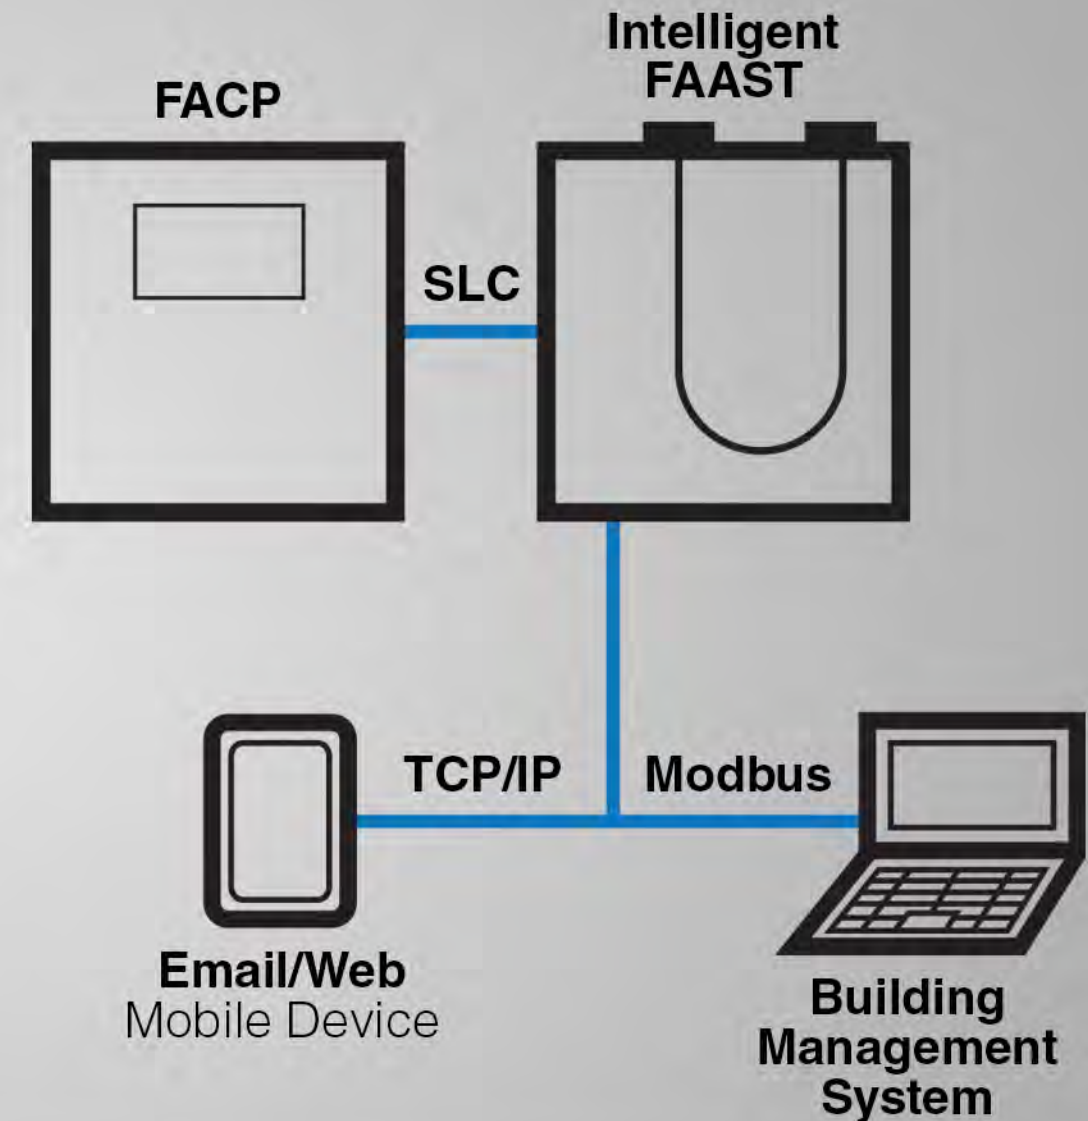 Intelligent
FAAST
FACP
SLC
TCP/IP
Modbus
Email/Web
Mobile Device
Building
Management
System